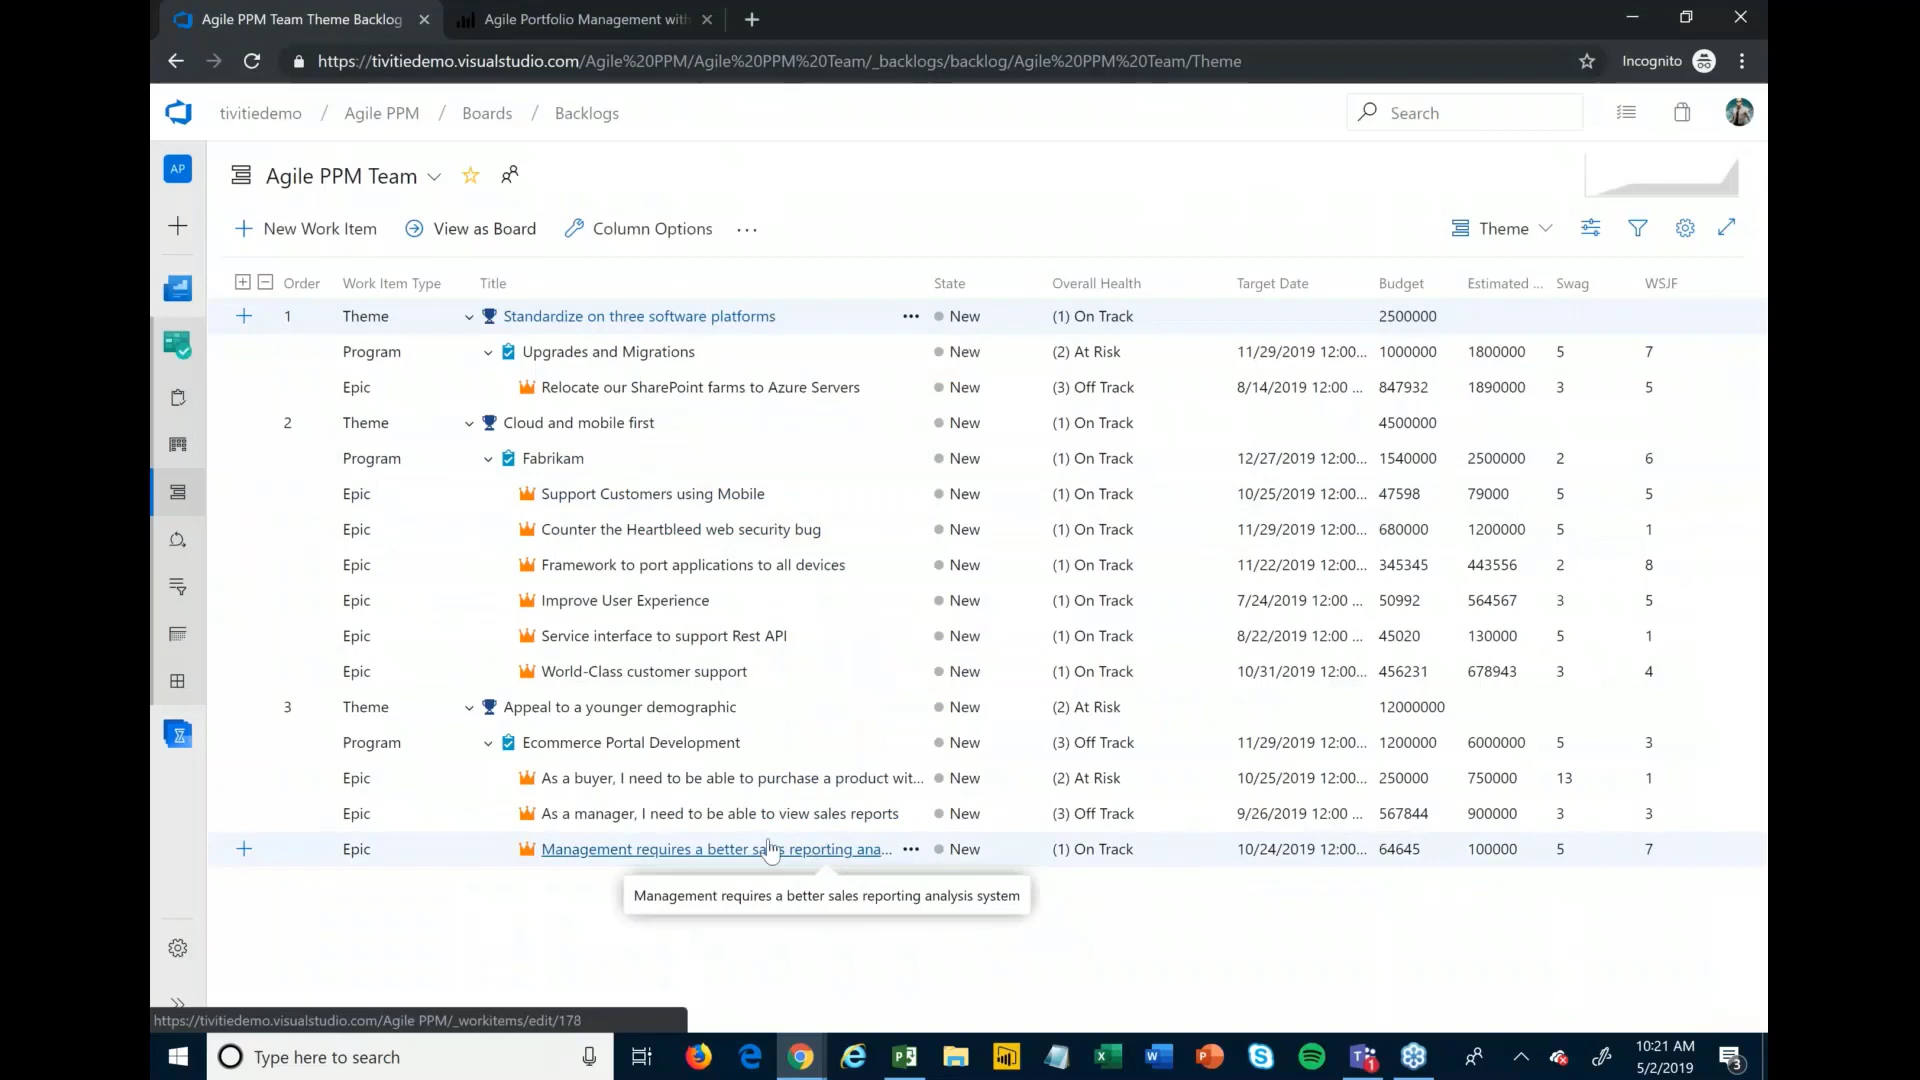 Agile PPM Team Theme Backlog
Agile Portfolio Management with
https://tivitiedemo.visualstudio.com/Agile%20PPM/Agile%20PPM%20Team/_backlogs/backlog/Agile%20PPM%20Team/Theme
Incognito
tivitiedemo / Agile PPM / Boards / Backlogs
Search
AP
Agile PPM Team
New Work Item
View as Board
Column Options
Theme
Order Work Item Type Title State Overall Health Target Date Budget Estimated ... Swag WSJF
1 Theme Standardize on three software platforms ... New (1) On Track 2500000
Program Upgrades and Migrations New (2) At Risk 11/29/2019 12:00... 1000000 1800000 5 7
Epic Relocate our SharePoint farms to Azure Servers New (3) Off Track 8/14/2019 12:00 ... 847932 1890000 3 5
2 Theme Cloud and mobile first New (1) On Track 4500000
Program Fabrikam New (1) On Track 12/27/2019 12:00... 1540000 2500000 2 6
Epic Support Customers using Mobile New (1) On Track 10/25/2019 12:00... 47598 79000 5 5
Epic Counter the Heartbleed web security bug New (1) On Track 11/29/2019 12:00... 680000 1200000 5 1
Epic Framework to port applications to all devices New (1) On Track 11/22/2019 12:00... 345345 443556 2 8
Epic Improve User Experience New (1) On Track 7/24/2019 12:00 ... 50992 564567 3 5
Epic Service interface to support Rest API New (1) On Track 8/22/2019 12:00 ... 45020 130000 5 1
Epic World-Class customer support New (1) On Track 10/31/2019 12:00... 456231 678943 3 4
3 Theme Appeal to a younger demographic New (2) At Risk 12000000
Program Ecommerce Portal Development New (3) Off Track 11/29/2019 12:00... 1200000 6000000 5 3
Epic As a buyer, I need to be able to purchase a product wit... New (2) At Risk 10/25/2019 12:00... 250000 750000 13 1
Epic As a manager, I need to be able to view sales reports New (3) Off Track 9/26/2019 12:00 ... 567844 900000 3 3
Epic Management requires a better sales reporting ana... ... New (1) On Track 10/24/2019 12:00... 64645 100000 5 7
Management requires a better sales reporting analysis system
https://tivitiedemo.visualstudio.com/Agile PPM/_workitems/edit/178
Type here to search
10:21 AM
5/2/2019
3
1